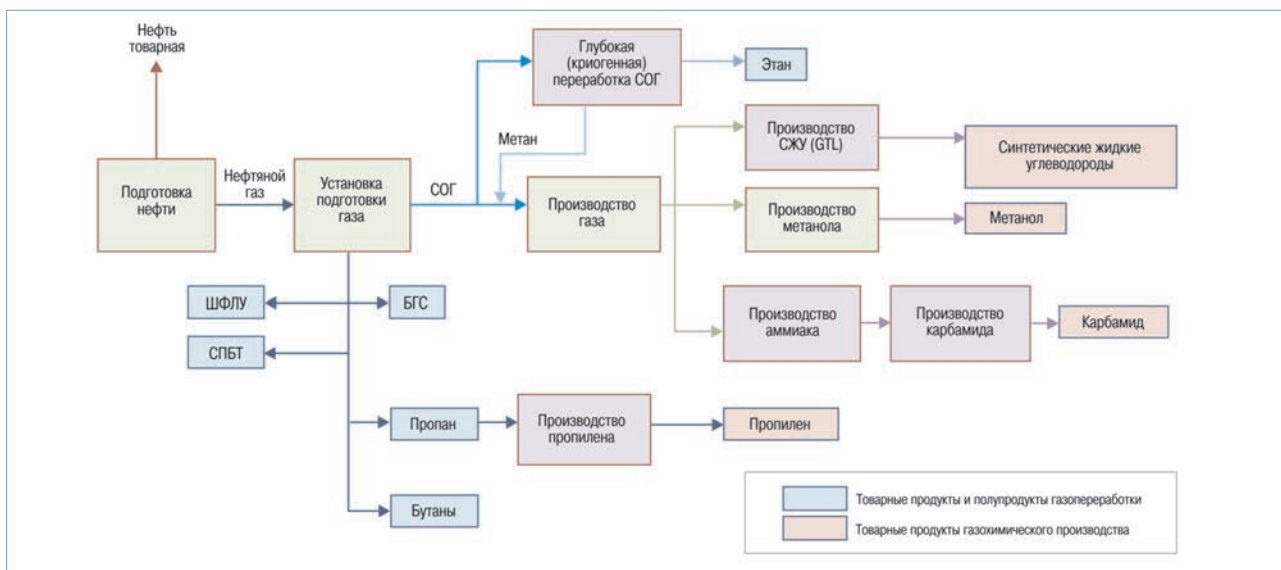 Нефть
товарная
Глубокая
(криогенная)
переработка СОГ
Этан
Метан
Производство
СЖУ (GTL)
Синтетические жидкие
углеводороды
Подготовка
нефти
Нефтяной
газ
Установка
подготовки
газа
СОГ
Производство
газа
Производство
метанола
Метанол
ШФЛУ
БГС
Производство
аммиака
Производство
карбамида
Карбамид
СПБТ
Пропан
Производство
пропилена
Пропилен
Бутаны
Товарные продукты и полупродукты газопереработки
Товарные продукты газохимического производства